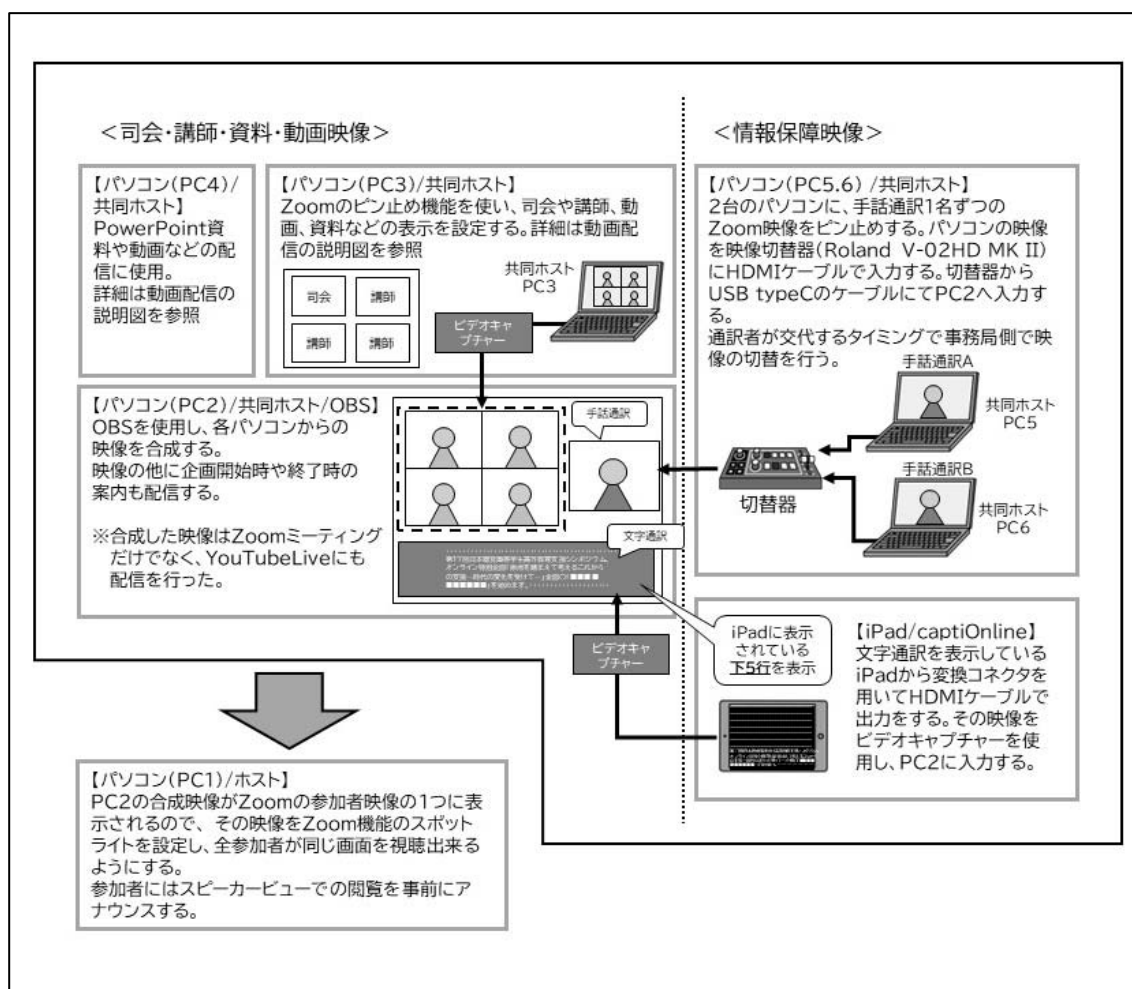 ＜司会・講師・資料・動画映像＞
【パソコン(PC4)/
共同ホスト】
PowerPoint資
料や動画などの配
信に使用。
詳細は動画配信の
説明図を参照
【パソコン(PC3)/共同ホスト】
Zoomのピン止め機能を使い、司会や講師、動
画、資料などの表示を設定する。詳細は動画配
信の説明図を参照
司会
講師
講師
講師
共同ホスト
PC3
ビデオキャ
プチャー
【パソコン(PC2)/共同ホスト/OBS】
OBSを使用し、各パソコンからの
映像を合成する。
映像の他に企画開始時や終了時の
案内も配信する。
※合成した映像はZoomミーティング
だけでなく、YouTubeLiveにも
配信を行った。
手話通訳
文字通訳
＜情報保障映像＞
【パソコン(PC5.6) /共同ホスト】
2台のパソコンに、手話通訳1名ずつの
Zoom映像をピン止めする。パソコンの映像
を映像切替器(Roland V-02HD MK II)
にHDMIケーブルで入力する。切替器から
USB typeCのケーブルにてPC2へ入力す
る。
通訳者が交代するタイミングで事務局側で映
像の切替を行う。
手話通訳A
共同ホスト
PC5
手話通訳B
共同ホスト
PC6
切替器
ビデオキャ
プチャー
iPadに表示
されている
下5行を表示
【iPad/captiOnline】
文字通訳を表示している
iPadから変換コネクタを
用いてHDMIケーブルで
出力をする。その映像を
ビデオキャプチャーを使
用し、PC2に入力する。
【パソコン(PC1)/ホスト】
PC2の合成映像がZoomの参加者映像の1つに表
示されるので、その映像をZoom機能のスポット
ライトを設定し、全参加者が同じ画面を視聴出来る
ようにする。
参加者にはスピーカービューでの閲覧を事前にア
ナウンスする。